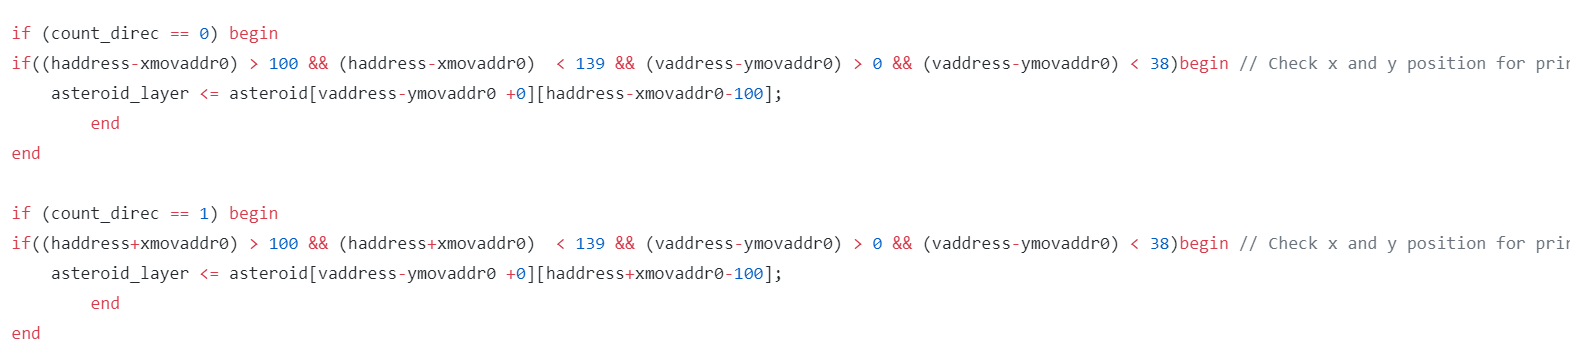 if (count_direc == 0) begin
if((haddress-xmovaddr0) > 100 && (haddress-xmovaddr0)  < 139 && (vaddress-ymovaddr0) > 0 && (vaddress-ymovaddr0) < 38)begin // Check x and y position for
    asteroid_layer <= asteroid[vaddress-ymovaddr0 +0][haddress-xmovaddr0-100];
        end
end
if (count_direc == 1) begin
if((haddress+xmovaddr0) > 100 && (haddress+xmovaddr0)  < 139 && (vaddress-ymovaddr0) > 0 && (vaddress-ymovaddr0) < 38)begin // Check x and y position for
    asteroid_layer <= asteroid[vaddress-ymovaddr0 +0][haddress+xmovaddr0-100];
        end
end